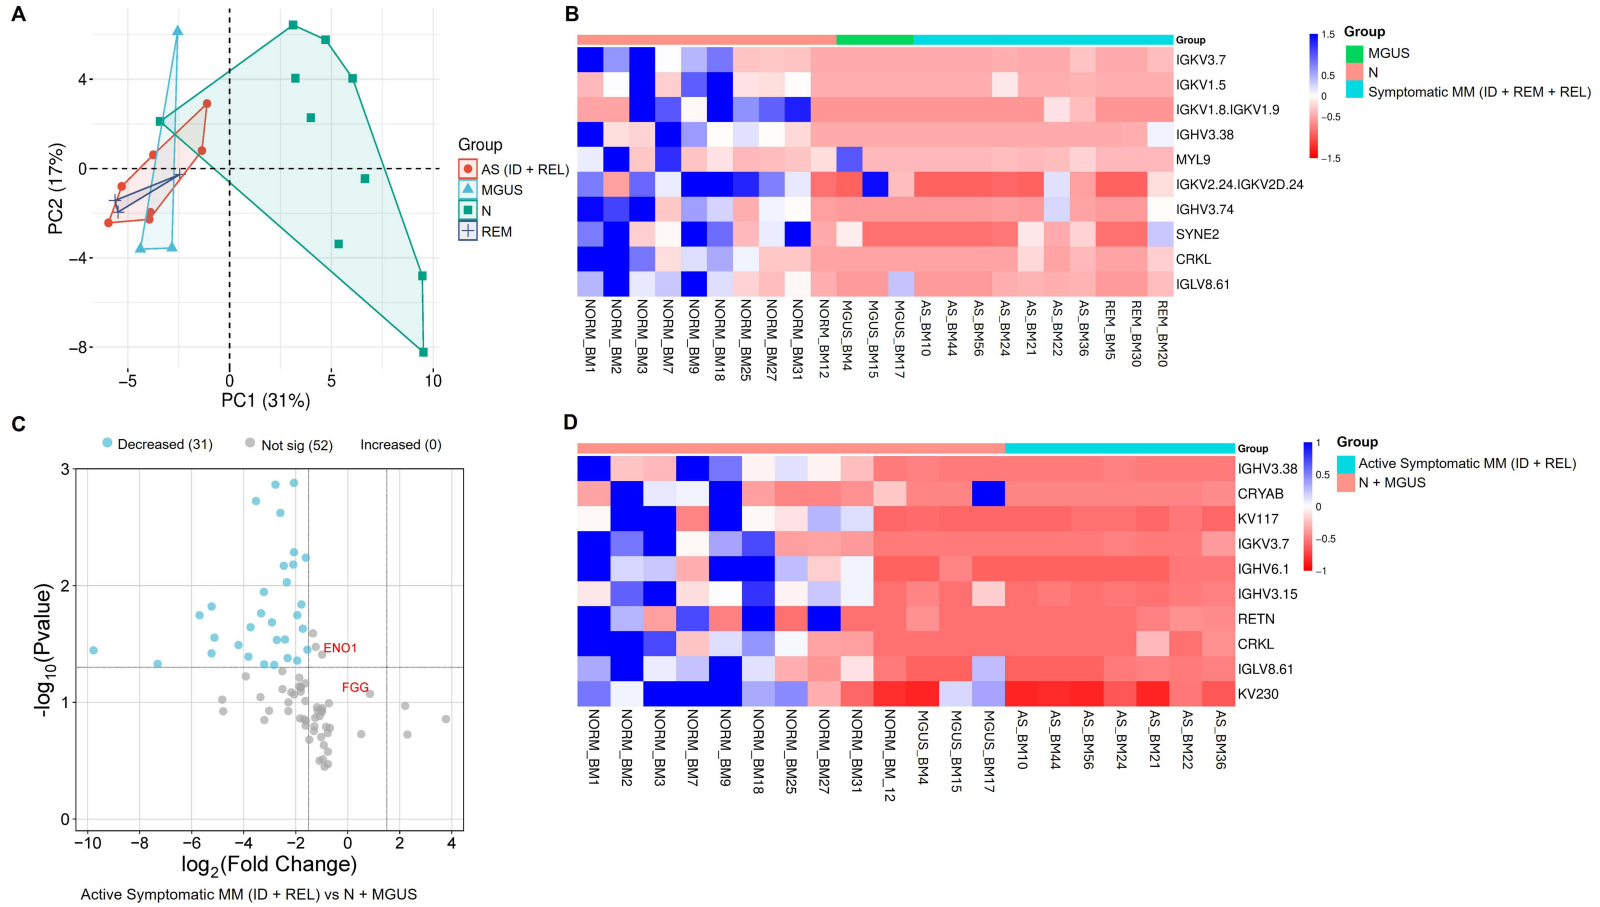 A
PC2 (17%)
4
0
−4
−8
−5
0
5
10
PC1 (31%)
Group
AS (ID + REL)
MGUS
N
REM
B
Group
IGKV3.7
IGKV1.5
IGKV1.8.IGKV1.9
IGHV3.38
MYL9
IGKV2.24.IGKV2D.24
IGHV3.74
SYNE2
CRKL
IGLV8.61
NORM_BM1
NORM_BM2
NORM_BM3
NORM_BM7
NORM_BM9
NORM_BM18
NORM_BM25
NORM_BM27
NORM_BM31
NORM_BM12
MGUS_BM4
MGUS_BM15
MGUS_BM17
AS_BM10
AS_BM44
AS_BM56
AS_BM24
AS_BM21
AS_BM22
AS_BM36
REM_BM5
REM_BM30
REM_BM20
1.5
1
0.5
0
−0.5
−1
−1.5
Group
MGUS
N
Symptomatic MM (ID + REM + REL)
C
Decreased (31)
Not sig (52)
Increased (0)
-log10(Pvalue)
3
2
1
0
ENO1
FGG
−10
−8
−6
−4
−2
0
2
4
log2(Fold Change)
Active Symptomatic MM (ID + REL) vs N + MGUS
D
Group
IGHV3.38
CRYAB
KV117
IGKV3.7
IGHV6.1
IGHV3.15
RETN
CRKL
IGLV8.61
KV230
NORM_BM1
NORM_BM2
NORM_BM3
NORM_BM7
NORM_BM9
NORM_BM18
NORM_BM25
NORM_BM27
NORM_BM31
NORM_BM_12
MGUS_BM4
MGUS_BM15
MGUS_BM17
AS_BM10
AS_BM44
AS_BM56
AS_BM24
AS_BM21
AS_BM22
AS_BM36
1
0.5
0
−0.5
−1
Group
Active Symptomatic MM (ID + REL)
N + MGUS